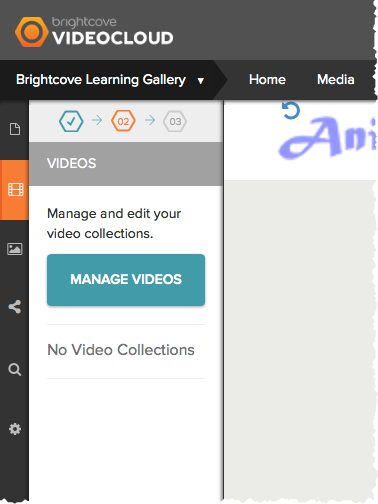 brightcove
VIDEOCLOUD
Brightcove Learning Gallery ▼ Home Media
02 03
VIDEOS
Manage and edit your
video collections.
MANAGE VIDEOS
No Video Collections
Ani